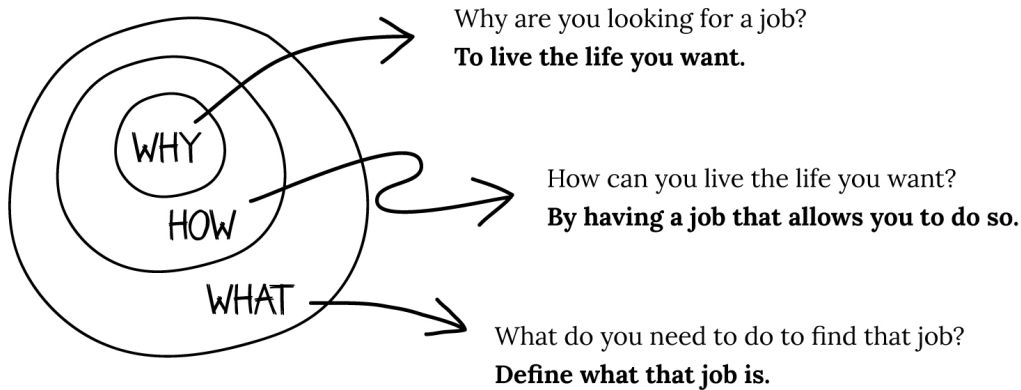 Why are you looking for a job?
To live the life you want.
WHY
How can you live the life you want?
By having a job that allows you to do so.
HOW
WHAT
What do you need to do to find that job?
Define what that job is.